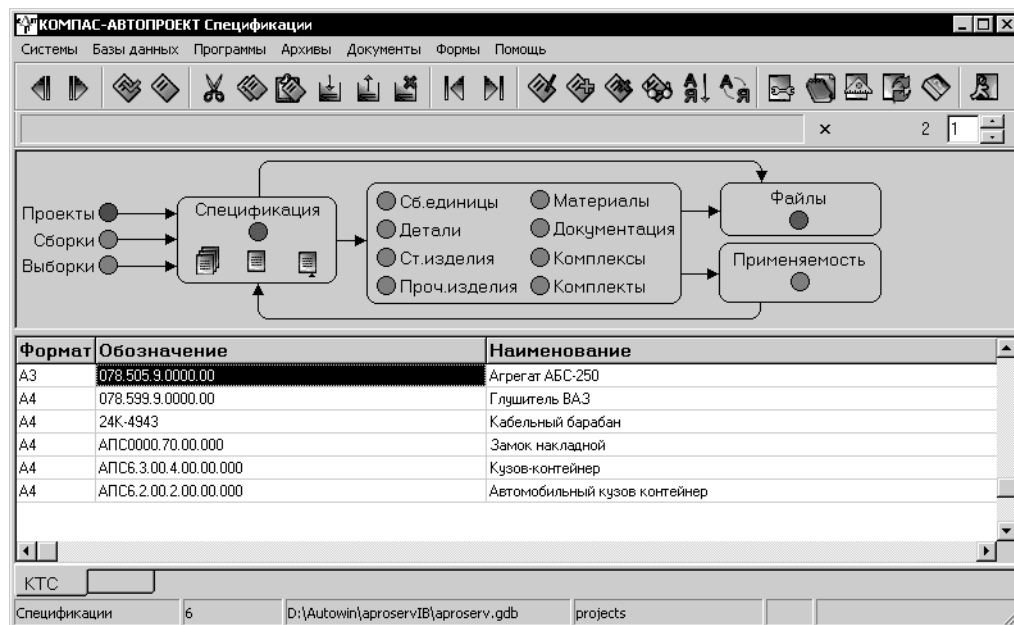 КОМПАС-АВТОПРОЕКТ Спецификации
Системы Базы данных Программы Архивы Документы Формы Помощь
× 2 1
Проекты
Сборки
Выборки
Спецификация
Сб.единицы Материалы
Детали Документация
Ст.изделия Комплексы
Проч.изделия Комплекты
Файлы
Применяемость
Формат Обозначение Наименование
А3 078.505.9.0000.00 Агрегат АБС-250
А4 078.599.9.0000.00 Глушитель ВАЗ
А4 24К-4943 Кабельный барабан
А4 АПС0000.70.00.000 Замок накладной
А4 АПС6.3.00.4.00.00.000 Кузов-контейнер
А4 АПС6.2.00.2.00.00.000 Автомобильный кузов контейнер
КТС
Спецификации 6 D:\Autowin\aproservIB\aproserv.gdb projects